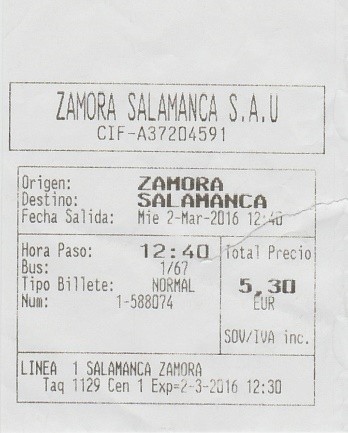 ZAMORA SALAMANCA S.A.U
CIF-A37204591
Origen: ZAMORA
Destino: SALAMANCA
Fecha Salida: Mie 2-Mar-2016 12:40
Hora Paso: 12:40 Total Precio
Bus: 1/67
Tipo Billete: NORMAL 5,30
Num: 1-588074 EUR
SOV/IVA inc.
LINEA 1 SALAMANCA ZAMORA
Taq 1129 Cen 1 Exp=2-3-2016 12:30